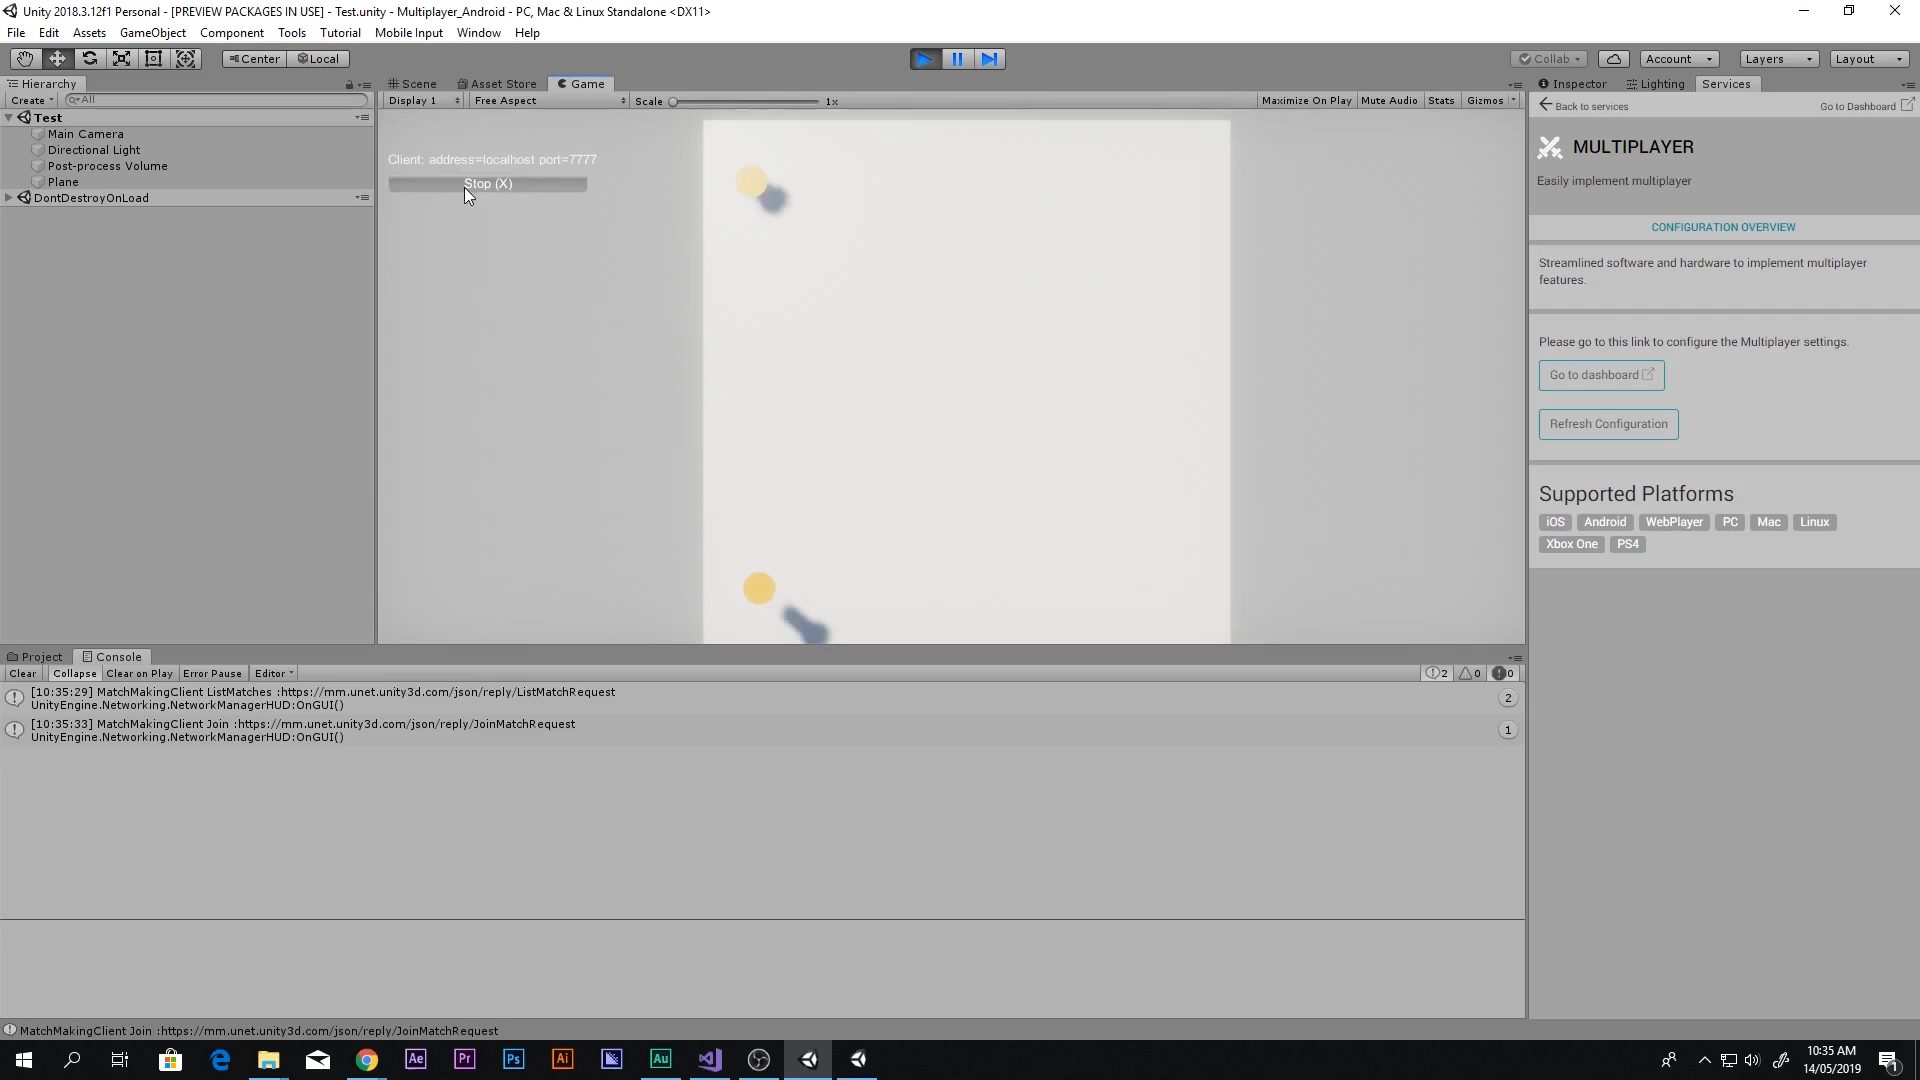 Unity 2018.3.12f1 Personal - [PREVIEW PACKAGES IN USE] - Test.unity - Multiplayer_Android - PC, Mac & Linux Standalone <DX11>
File Edit Assets GameObject Component Tools Tutorial Mobile Input Window Help
Center Local Collab Account Layers Layout
Hierarchy Scene Asset Store Game Inspector Lighting Services
Create All Display 1 Free Aspect Scale 1x Maximize On Play Mute Audio Stats Gizmos Back to services Go to Dashboard
Test
Main Camera
Directional Light
Post-process Volume
Plane
DontDestroyOnLoad
Client: address=localhost port=7777
Stop (X)
MULTIPLAYER
Easily implement multiplayer
CONFIGURATION OVERVIEW
Streamlined software and hardware to implement multiplayer
features.
Please go to this link to configure the Multiplayer settings.
Go to dashboard
Refresh Configuration
Supported Platforms
iOS Android WebPlayer PC Mac Linux
Xbox One PS4
Project Console
Clear Collapse Clear on Play Error Pause Editor 2 0 0
[10:35:29] MatchMakingClient ListMatches :https://mm.unet.unity3d.com/json/reply/ListMatchRequest
UnityEngine.Networking.NetworkManagerHUD:OnGUI()
2
[10:35:33] MatchMakingClient Join :https://mm.unet.unity3d.com/json/reply/JoinMatchRequest
UnityEngine.Networking.NetworkManagerHUD:OnGUI()
1
MatchMakingClient Join :https://mm.unet.unity3d.com/json/reply/JoinMatchRequest
Ae Pr Ps Ai Au
10:35 AM
14/05/2019
1